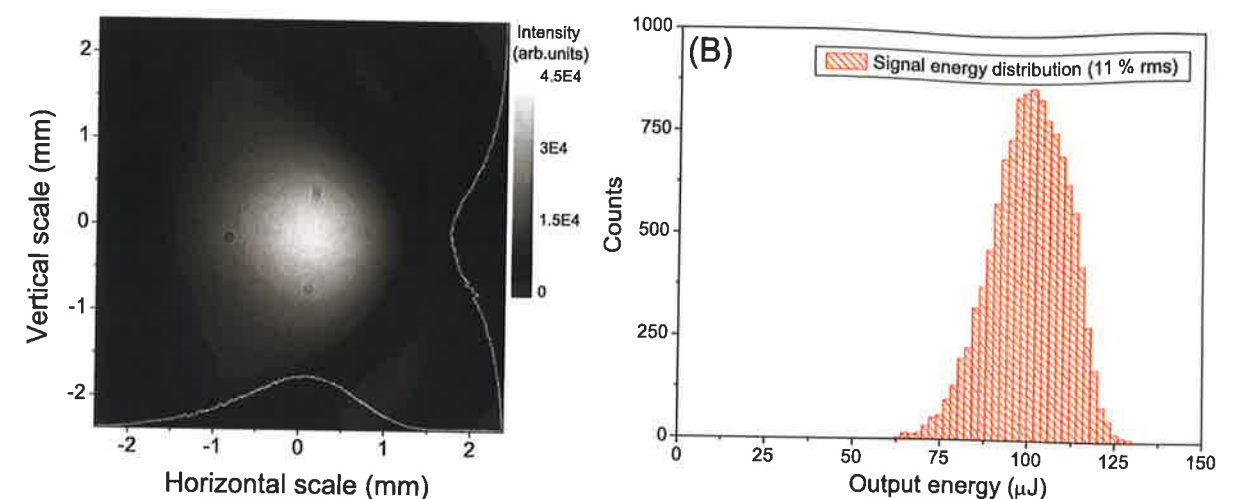 Intensity
(arb.units)
4.5E4
3E4
1.5E4
0
2
1
0
-1
-2
Vertical scale (mm)
-2
-1
0
1
2
Horizontal scale (mm)
(B)
Signal energy distribution (11 % rms)
1000
750
500
250
0
Counts
0
25
50
75
100
125
150
Output energy (μJ)